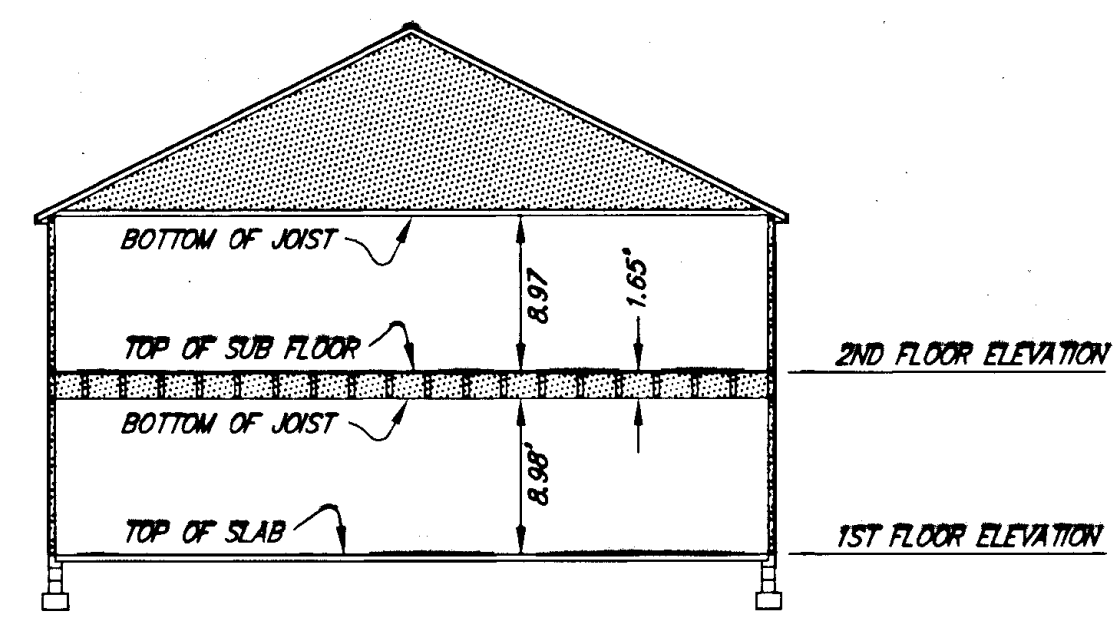 BOTTOM OF JOIST
8.97
1.65'
TOP OF SUB FLOOR
2ND FLOOR ELEVATION
BOTTOM OF JOIST
8.98'
TOP OF SLAB
1ST FLOOR ELEVATION